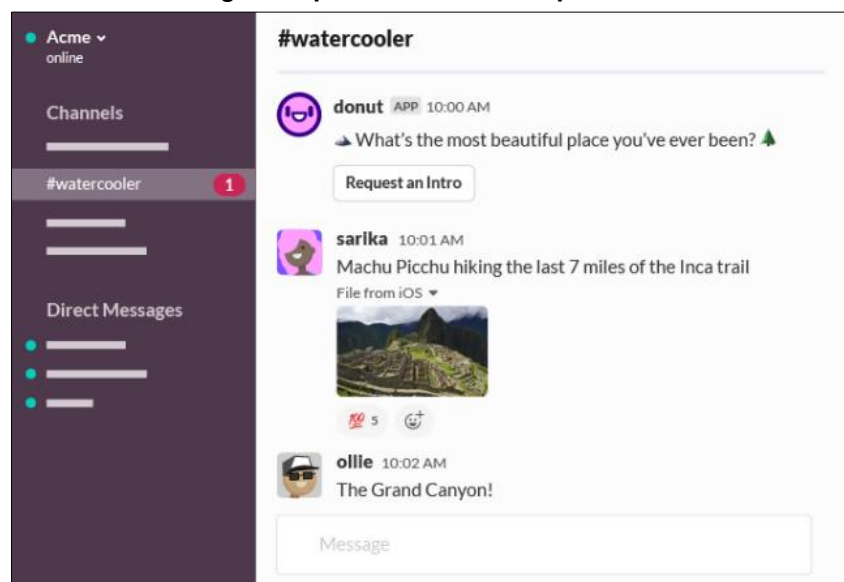 Acme
online
Channels
#watercooler
1
Direct Messages
#watercooler
donut APP 10:00 AM
What's the most beautiful place you've ever been?
Request an Intro
sarika 10:01 AM
Machu Picchu hiking the last 7 miles of the Inca trail
File from iOS
💯 5
ollie 10:02 AM
The Grand Canyon!
Message